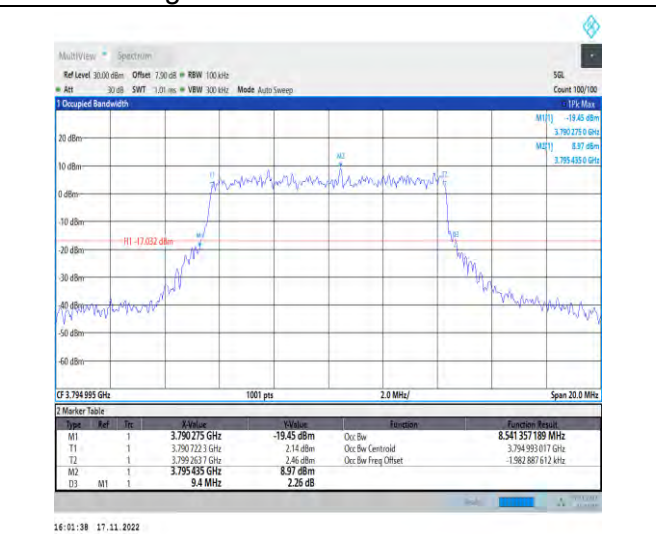 MultiView Spectrum
Ref Level 30.00 dBm Offset 7.90 dB RBW 100 kHz SGL
Att 30 dB SWT 1.01 ms VBW 300 kHz Mode Auto Sweep Count 100/100
1 Occupied Bandwidth 1Pk Max
M1[1] -19.45 dBm
3.790 275 0 GHz
M2[1] 8.97 dBm
3.795 435 0 GHz
20 dBm
M2
10 dBm
T1
0 dBm
-10 dBm
H1 -17.032 dBm
-20 dBm
-30 dBm
-40 dBm
-50 dBm
-60 dBm
CF 3.794 995 GHz 1001 pts 2.0 MHz/ Span 20.0 MHz
2 Marker Table
Type Ref Trc X-Value Y-Value Function Function Result
M1 1 3.790 275 GHz -19.45 dBm Occ Bw 8.541 357 189 MHz
T1 1 3.790 722 3 GHz 2.14 dBm Occ Bw Centroid 3.794 993 017 GHz
T2 1 3.799 263 7 GHz 2.46 dBm Occ Bw Freq Offset -1.982 887 612 kHz
M2 1 3.795 435 GHz 8.97 dBm
D3 M1 1 9.4 MHz 2.26 dB
16:01:38 17.11.2022